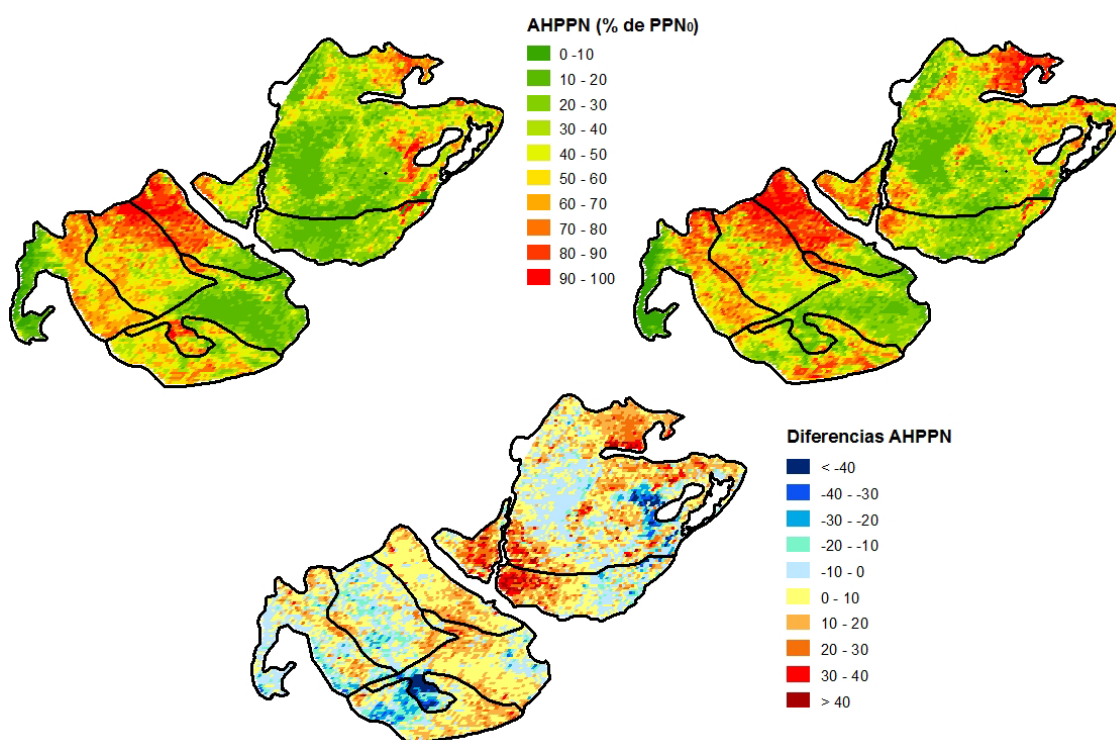 AHPPN (% de PPN₀)
0 -10
10 - 20
20 - 30
30 - 40
40 - 50
50 - 60
60 - 70
70 - 80
80 - 90
90 - 100
Diferencias AHPPN
< -40
-40 - -30
-30 - -20
-20 - -10
-10 - 0
0 - 10
10 - 20
20 - 30
30 - 40
> 40